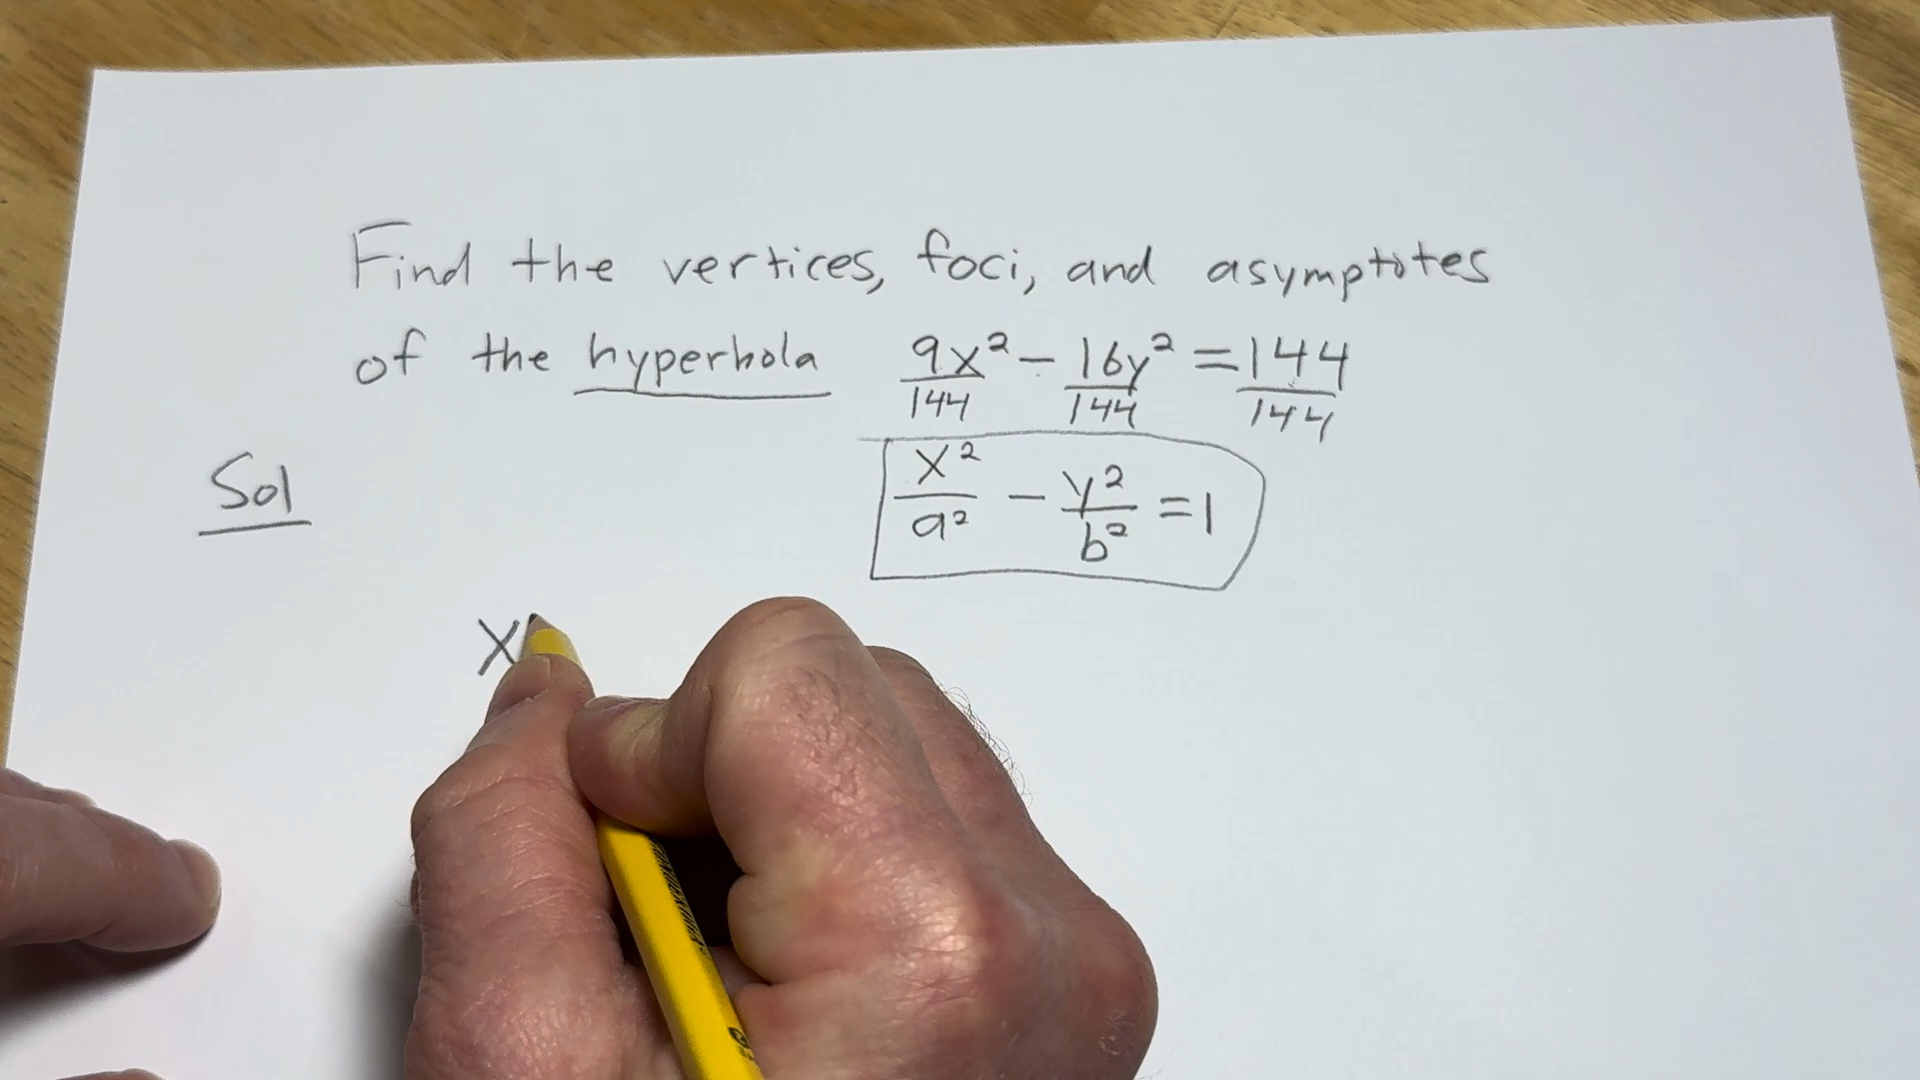 Find the vertices, foci, and asymptotes
of the hyperbola 9x²/144 - 16y²/144 = 144/144
Sol
x²/a² - y²/b² = 1
x